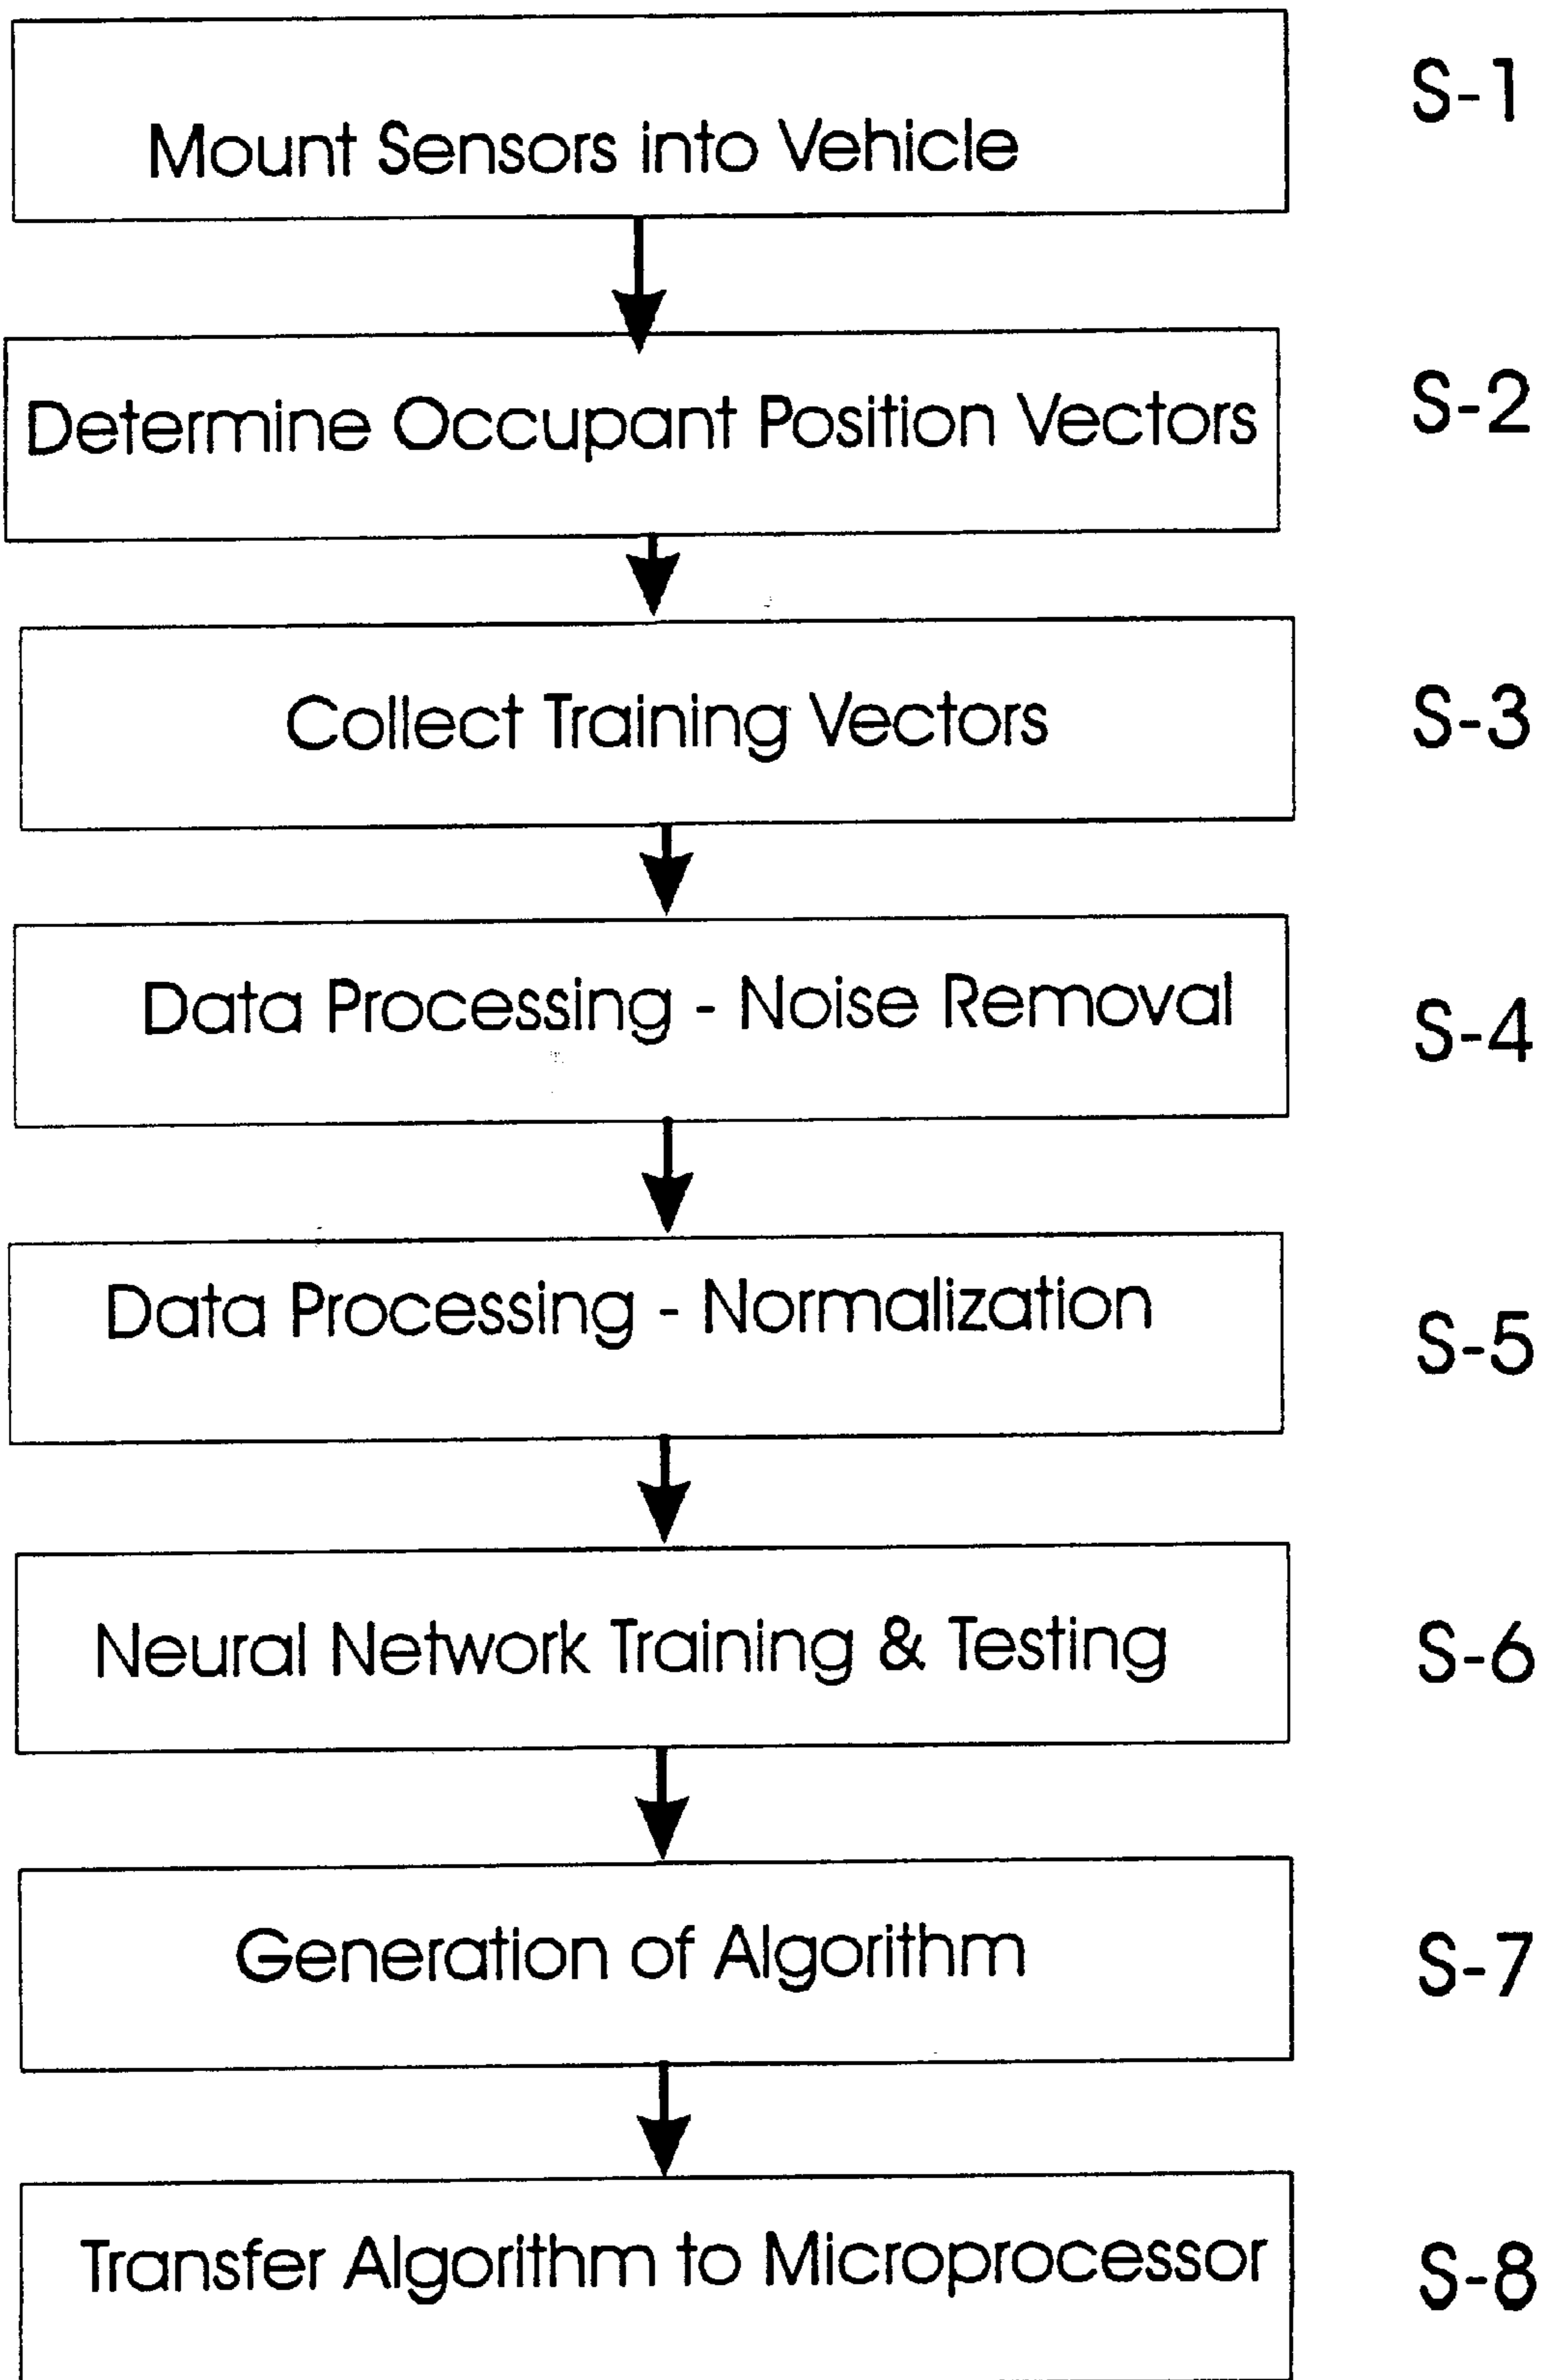 Mount Sensors into Vehicle
S-1
Determine Occupant Position Vectors
S-2
Collect Training Vectors
S-3
Data Processing - Noise Removal
S-4
Data Processing - Normalization
S-5
Neural Network Training & Testing
S-6
Generation of Algorithm
S-7
Transfer Algorithm to Microprocessor
S-8